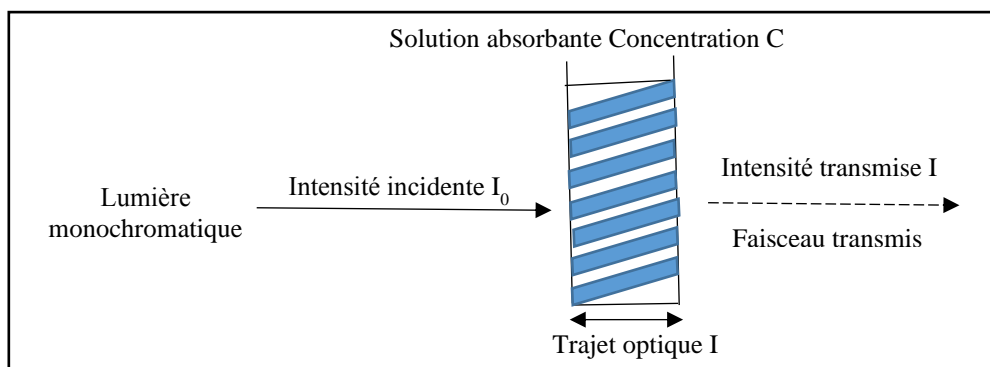 Solution absorbante Concentration C
Intensité incidente I0
Lumière
monochromatique
Intensité transmise I
Faisceau transmis
Trajet optique I